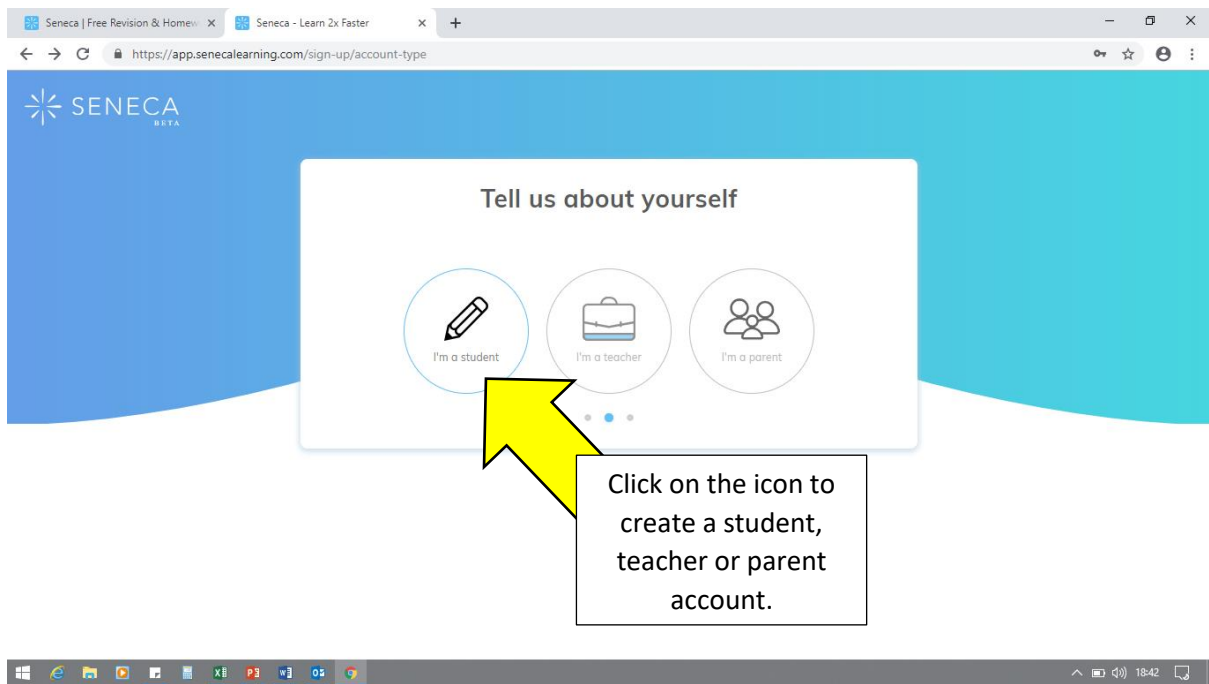 Seneca | Free Revision & Homew
Seneca - Learn 2x Faster
https://app.senecalearning.com/sign-up/account-type
SENECA
BETA
Tell us about yourself
I'm a student
I'm a teacher
I'm a parent
Click on the icon to
create a student,
teacher or parent
account.
18:42